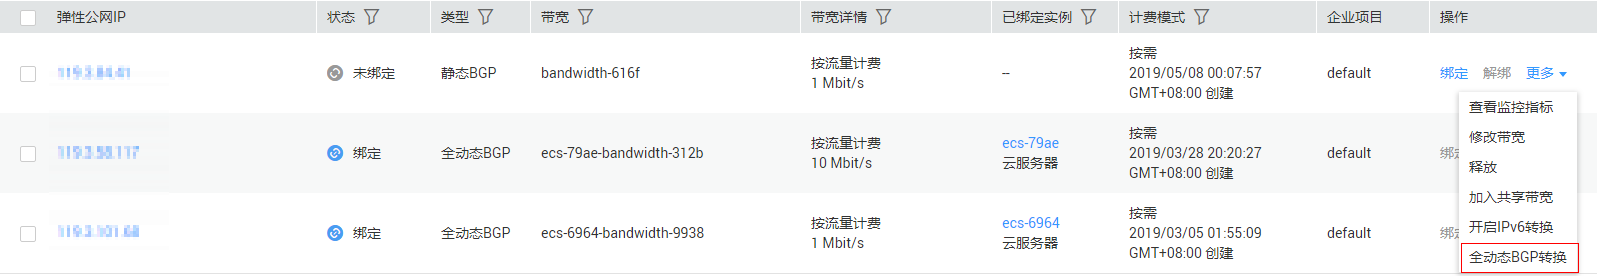 弹性公网IP 状态 类型 带宽 带宽详情 已绑定实例 计费模式 企业项目 操作
未绑定 静态BGP bandwidth-616f 按流量计费 -- 按需 default 绑定 解绑 更多
1 Mbit/s 2019/05/08 00:07:57
GMT+08:00 创建
查看监控指标
修改带宽
释放
加入共享带宽
开启IPv6转换
全动态BGP转换
绑定 全动态BGP ecs-79ae-bandwidth-312b 按流量计费 ecs-79ae 按需 default
10 Mbit/s 云服务器 2019/03/28 20:20:27
GMT+08:00 创建
绑定 全动态BGP ecs-6964-bandwidth-9938 按流量计费 ecs-6964 按需 default
1 Mbit/s 云服务器 2019/03/05 01:55:09
GMT+08:00 创建